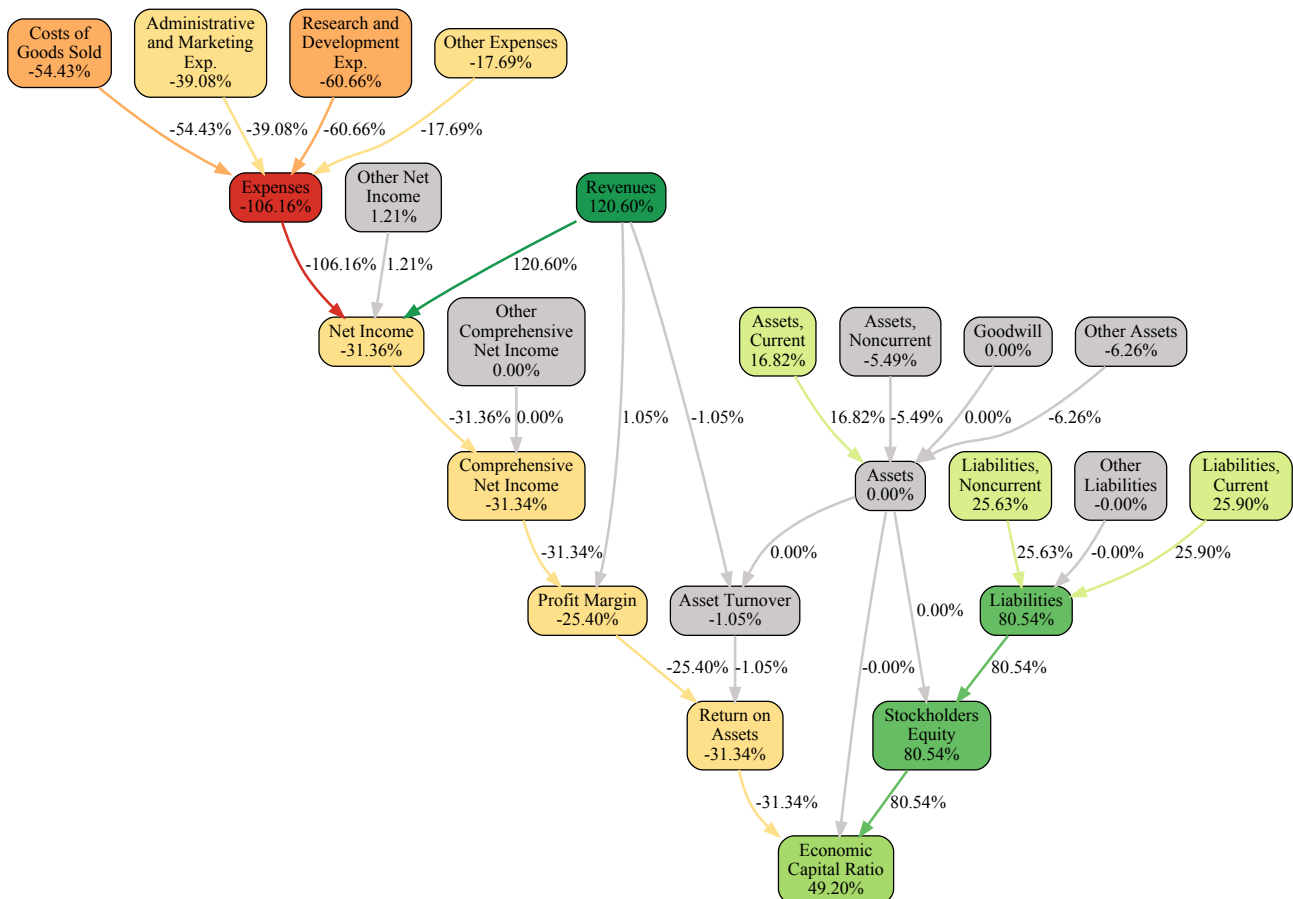 Costs of
Goods Sold
-54.43%
Administrative
and Marketing
Exp.
-39.08%
Research and
Development
Exp.
-60.66%
Other Expenses
-17.69%
-54.43%
-39.08%
-60.66%
-17.69%
Expenses
-106.16%
Other Net
Income
1.21%
Revenues
120.60%
-106.16%
1.21%
120.60%
Net Income
-31.36%
Other
Comprehensive
Net Income
0.00%
Assets,
Current
16.82%
Assets,
Noncurrent
-5.49%
Goodwill
0.00%
Other Assets
-6.26%
-31.36%
0.00%
1.05%
-1.05%
16.82%
-5.49%
0.00%
-6.26%
Comprehensive
Net Income
-31.34%
Assets
0.00%
Liabilities,
Noncurrent
25.63%
Other
Liabilities
-0.00%
Liabilities,
Current
25.90%
-31.34%
0.00%
25.63%
-0.00%
25.90%
Profit Margin
-25.40%
Asset Turnover
-1.05%
0.00%
Liabilities
80.54%
-25.40%
-1.05%
-0.00%
80.54%
Return on
Assets
-31.34%
Stockholders
Equity
80.54%
-31.34%
80.54%
Economic
Capital Ratio
49.20%